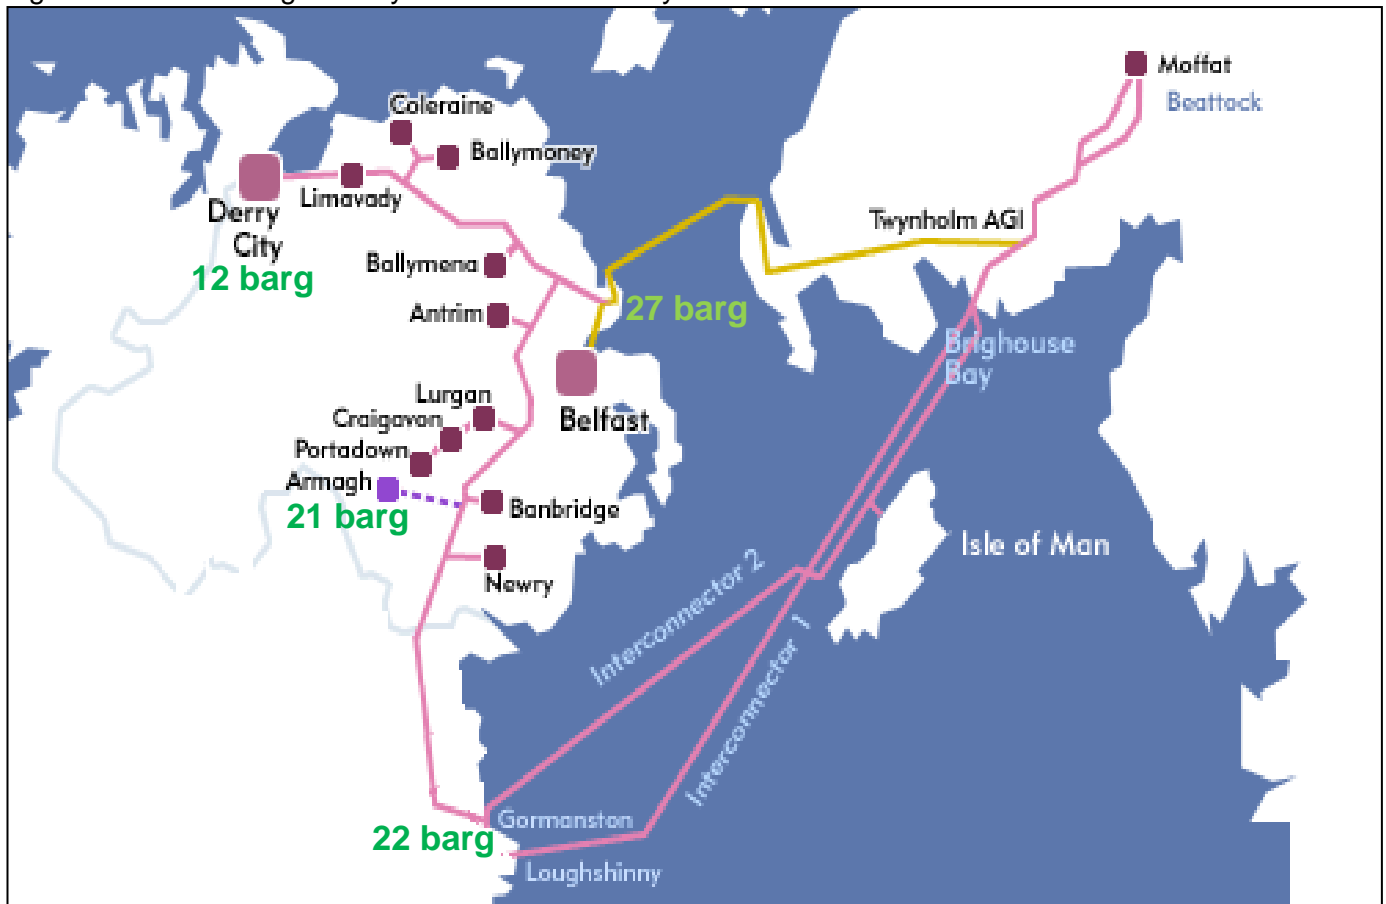 Moffat
Beattock
Coleraine
Ballymoney
Limavady
Derry
City
12 barg
Twynholm AGI
Ballymena
27 barg
Antrim
Brighouse
Bay
Belfast
Lurgan
Craigavon
Portadown
Armagh
21 barg
Banbridge
Newry
Isle of Man
Interconnector 2
Interconnector 1
Gormanston
22 barg
Loughshinny